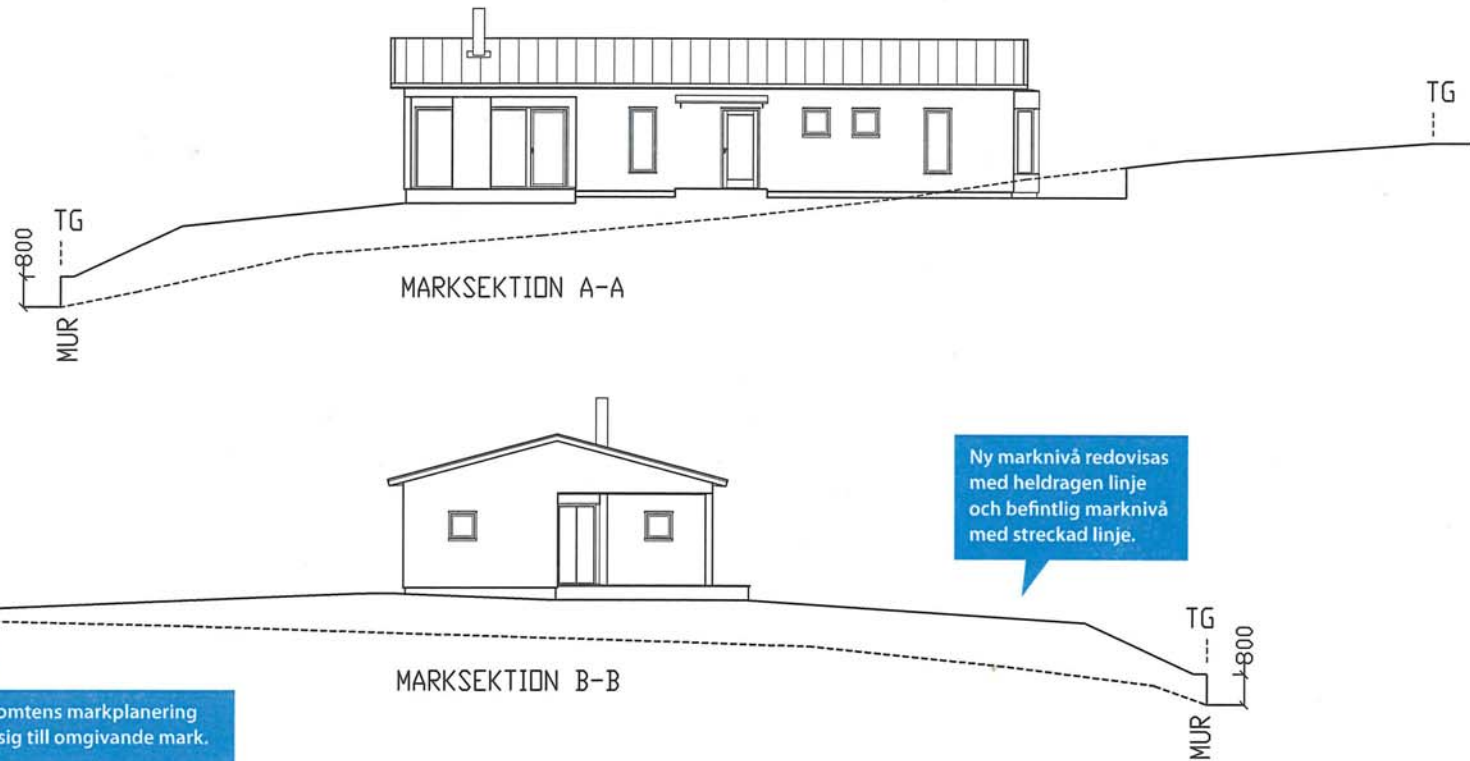 TG
TG
800
MUR
MARKSEKTION A-A
Ny marknivå redovisas
med heldragen linje
och befintlig marknivå
med streckad linje.
TG
800
MUR
MARKSEKTION B-B
omtens markplanering
sig till omgivande mark.